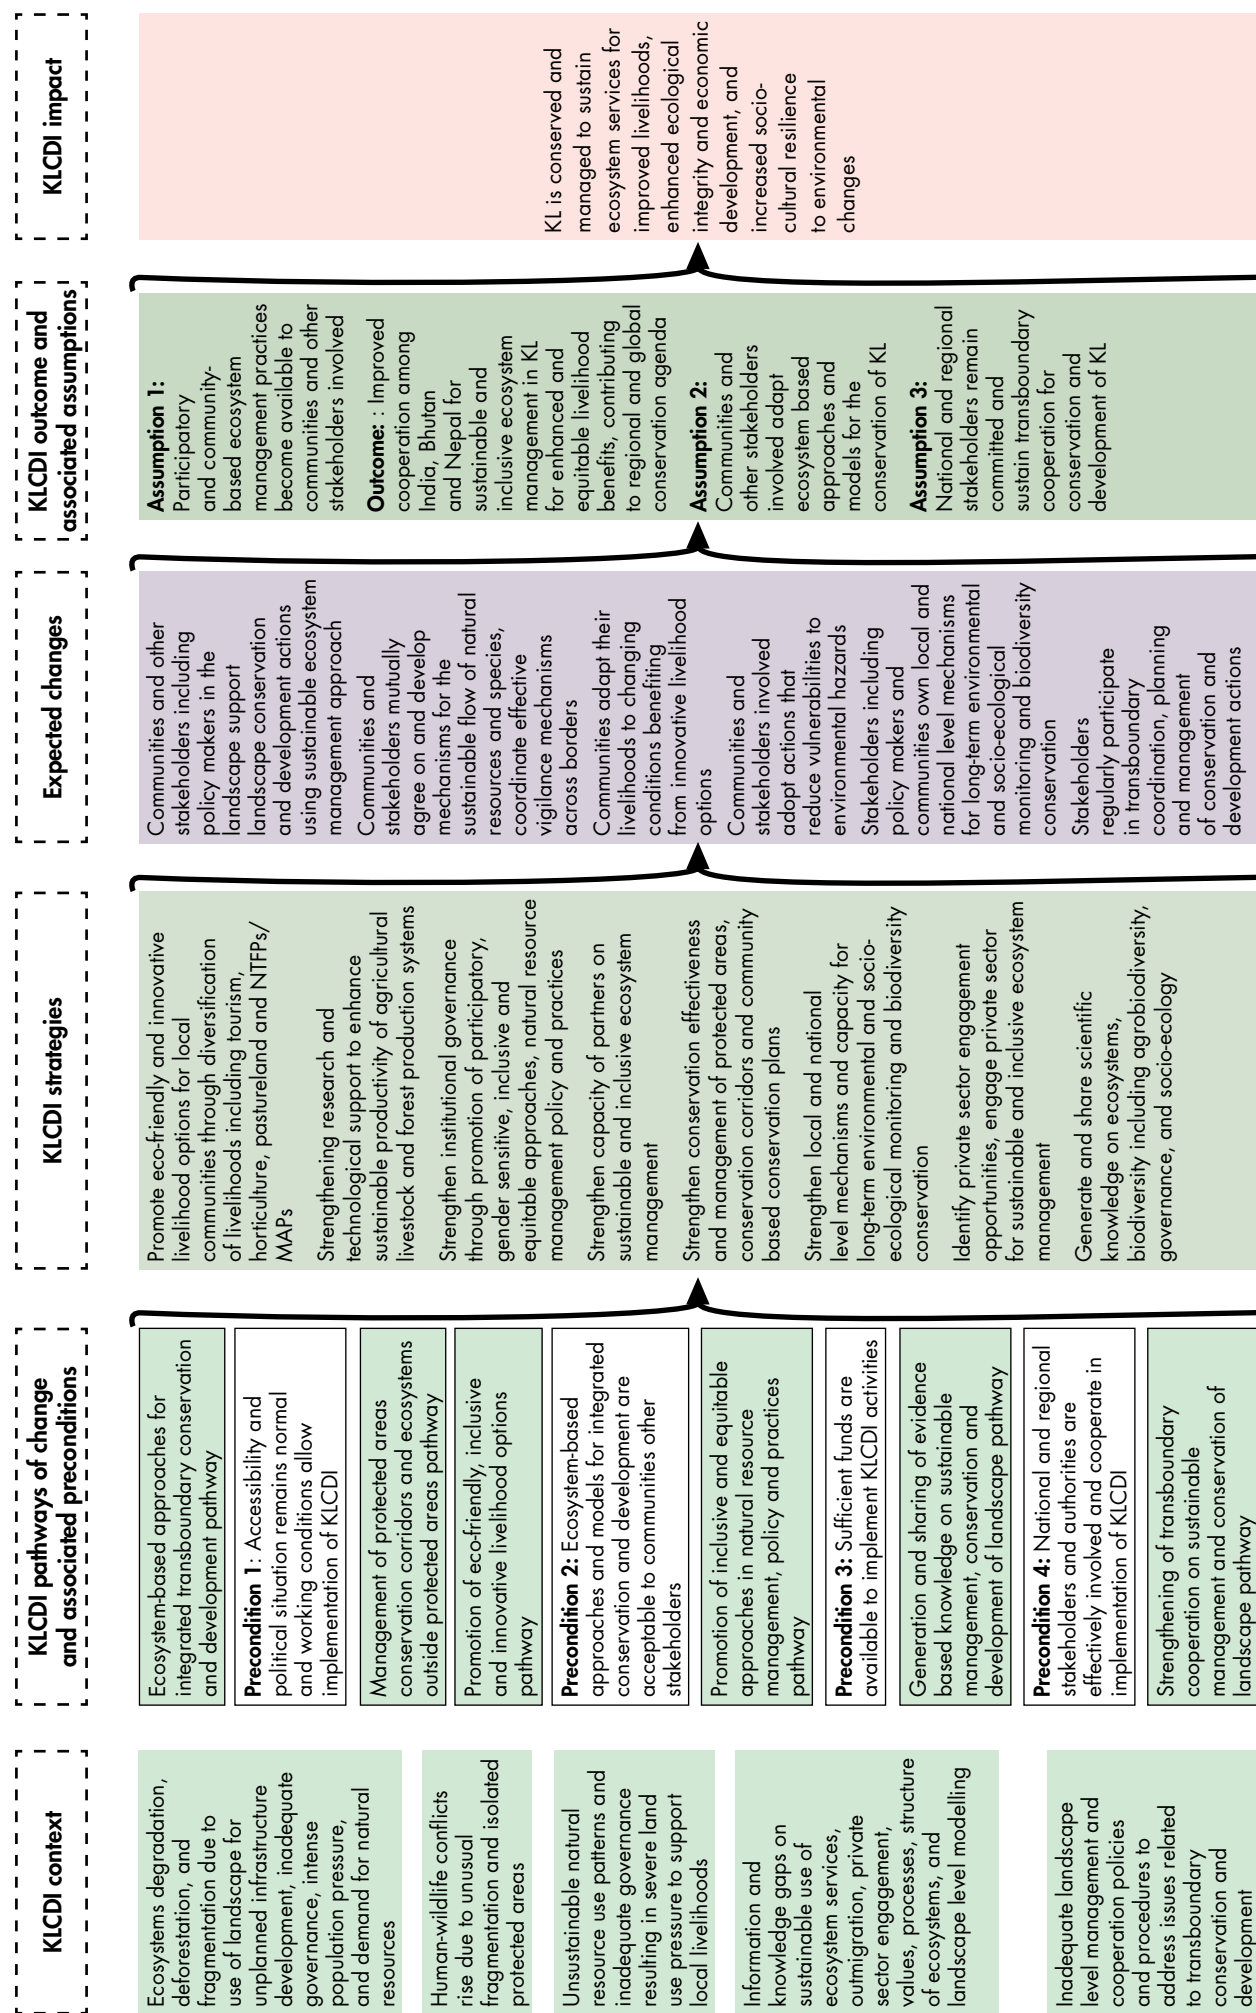 KLCDI context
Ecosystems degradation,
deforestation, and
fragmentation due to
use of landscape for
unplanned infrastructure
development, inadequate
governance, intense
population pressure,
and demand for natural
resources
Human-wildlife conflicts
rise due to unusual
fragmentation and isolated
protected areas
Unsustainable natural
resource use patterns and
inadequate governance
resulting in severe land
use pressure to support
local livelihoods
Information and
knowledge gaps on
sustainable use of
ecosystem services,
outmigration, private
sector engagement,
values, processes, structure
of ecosystems, and
landscape level modelling
Inadequate landscape
level management and
cooperation policies
and procedures to
address issues related
to transboundary
conservation and
development
KLCDI pathways of change
and associated preconditions
Ecosystem-based approaches for
integrated transboundary conservation
and development pathway
Precondition 1 : Accessibility and
political situation remains normal
and working conditions allow
implementation of KLCDI
Management of protected areas
conservation corridors and ecosystems
outside protected areas pathway
Promotion of eco-friendly, inclusive
and innovative livelihood options
pathway
Precondition 2: Ecosystem-based
approaches and models for integrated
conservation and development are
acceptable to communities other
stakeholders
Promotion of inclusive and equitable
approaches in natural resource
management, policy and practices
pathway
Precondition 3: Sufficient funds are
available to implement KLCDI activities
Generation and sharing of evidence
based knowledge on sustainable
management, conservation and
development of landscape pathway
Precondition 4: National and regional
stakeholders and authorities are
effectively involved and cooperate in
implementation of KLCDI
Strengthening of transboundary
cooperation on sustainable
management and conservation of
landscape pathway
KLCDI strategies
Promote eco-friendly and innovative
livelihood options for local
communities through diversification
of livelihoods including tourism,
horticulture, pastureland and NTFPs/
MAPs
Strengthening research and
technological support to enhance
sustainable productivity of agricultural
livestock and forest production systems
Strengthen institutional governance
through promotion of participatory,
gender sensitive, inclusive and
equitable approaches, natural resource
management policy and practices
Strengthen capacity of partners on
sustainable and inclusive ecosystem
management
Strengthen conservation effectiveness
and management of protected areas,
conservation corridors and community
based conservation plans
Strengthen local and national
level mechanisms and capacity for
long-term environmental and socio-
ecological monitoring and biodiversity
conservation
Identify private sector engagement
opportunities, engage private sector
for sustainable and inclusive ecosystem
management
Generate and share scientific
knowledge on ecosystems,
biodiversity including agrobiodiversity,
governance, and socio-ecology
Expected changes
Communities and other
stakeholders including
policy makers in the
landscape support
landscape conservation
and development actions
using sustainable ecosystem
management approach
Communities and
stakeholders mutually
agree on and develop
mechanisms for the
sustainable flow of natural
resources and species,
coordinate effective
vigilance mechanisms
across borders
Communities adapt their
livelihoods to changing
conditions benefiting
from innovative livelihood
options
Communities and
stakeholders involved
adopt actions that
reduce vulnerabilities to
environmental hazards
Stakeholders including
policy makers and
communities own local and
national level mechanisms
for long-term environmental
and socio-ecological
monitoring and biodiversity
conservation
Stakeholders
regularly participate
in transboundary
coordination, planning
and management
of conservation and
development actions
KLCDI outcome and
associated assumptions
Assumption 1:
Participatory
and community-
based ecosystem
management practices
become available to
communities and other
stakeholders involved
Outcome: : Improved
cooperation among
India, Bhutan
and Nepal for
sustainable and
inclusive ecosystem
management in KL
for enhanced and
equitable livelihood
benefits, contributing
to regional and global
conservation agenda
Assumption 2:
Communities and
other stakeholders
involved adapt
ecosystem based
approaches and
models for the
conservation of KL
Assumption 3:
National and regional
stakeholders remain
committed and
sustain transboundary
cooperation for
conservation and
development of KL
KLCDI impact
KL is conserved and
managed to sustain
ecosystem services for
improved livelihoods,
enhanced ecological
integrity and economic
development, and
increased socio-
cultural resilience
to environmental
changes